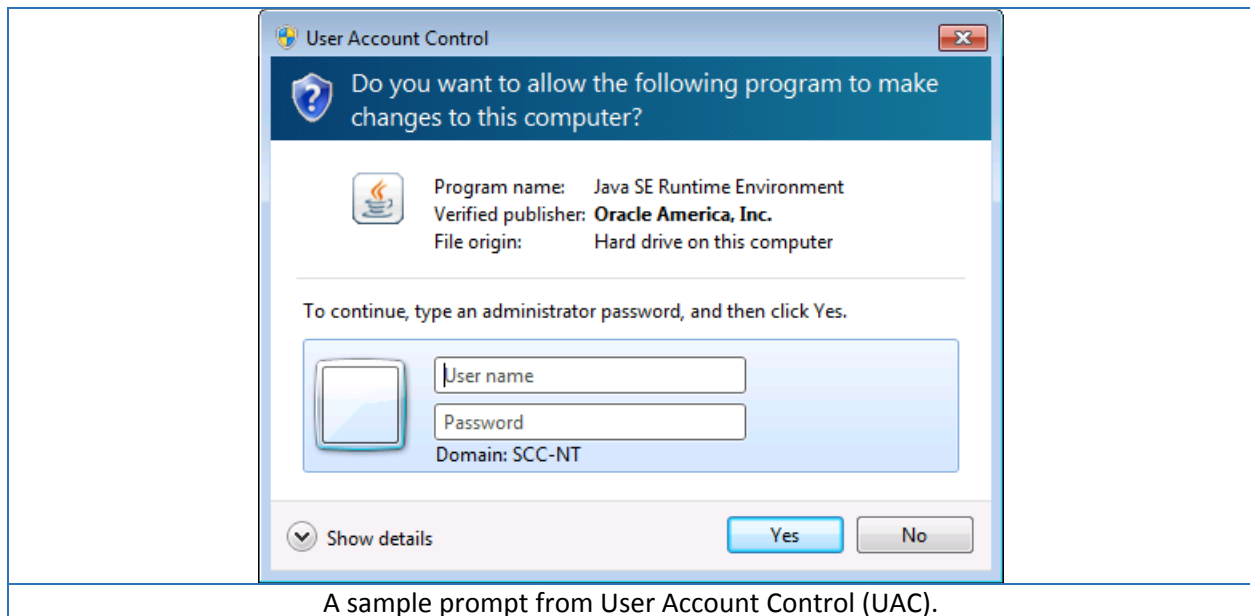 User Account Control
Do you want to allow the following program to make
changes to this computer?
Program name: Java SE Runtime Environment
Verified publisher: Oracle America, Inc.
File origin: Hard drive on this computer
To continue, type an administrator password, and then click Yes.
User name
Password
Domain: SCC-NT
Show details
Yes
No
A sample prompt from User Account Control (UAC).